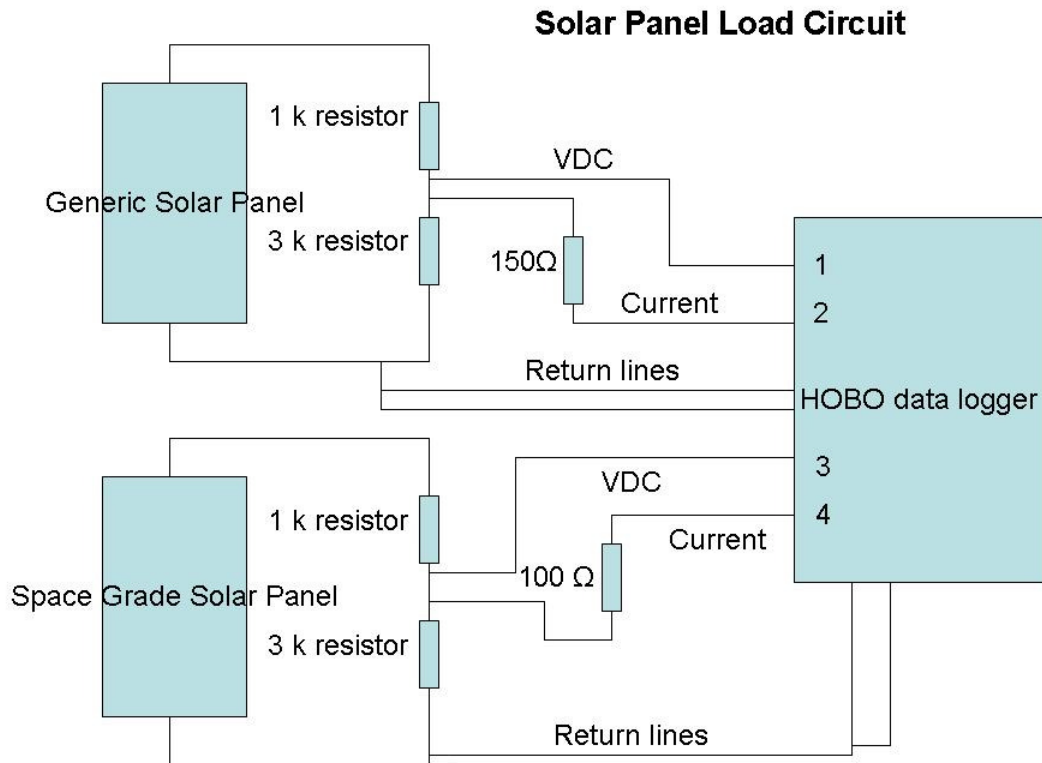 Solar Panel Load Circuit
1 k resistor
VDC
Generic Solar Panel
3 k resistor
150Ω
1
Current
2
Return lines
HOBO data logger
3
VDC
1 k resistor
4
Current
100 Ω
Space Grade Solar Panel
3 k resistor
Return lines